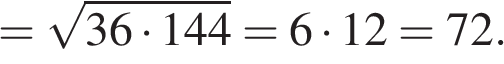 = √36 · 144 = 6 · 12 = 72.